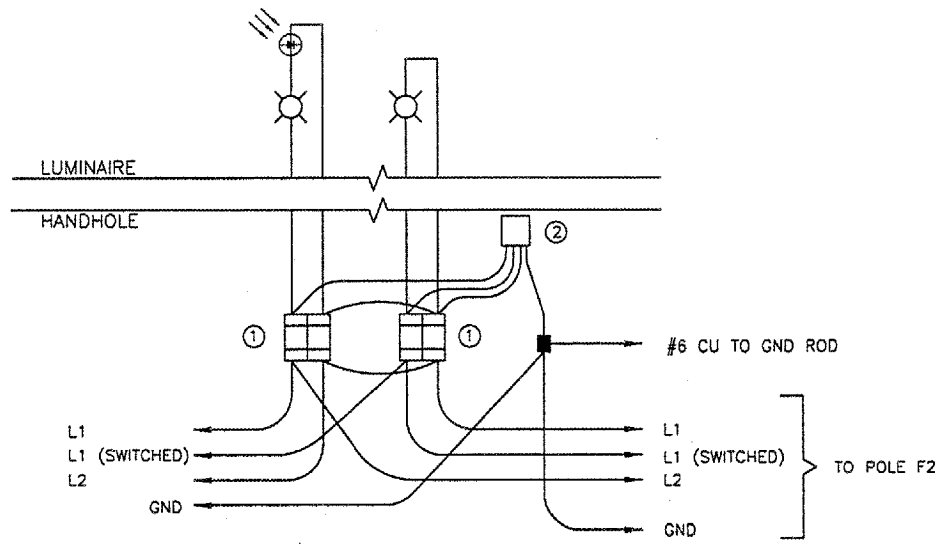 LUMINAIRE
HANDHOLE
②
①
①
#6 CU TO GND ROD
L1
L1 (SWITCHED)
L2
GND
L1
L1 (SWITCHED)
L2
GND
TO POLE F2